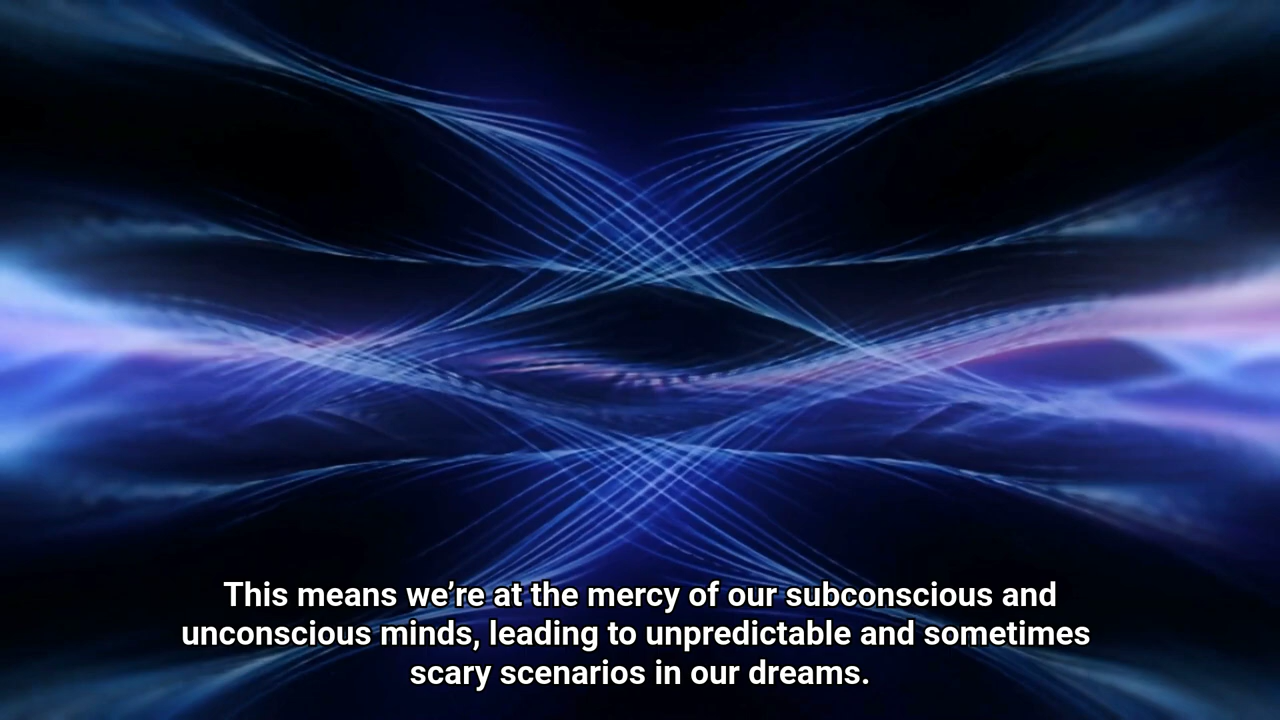 This means we’re at the mercy of our subconscious and
unconscious minds, leading to unpredictable and sometimes
scary scenarios in our dreams.